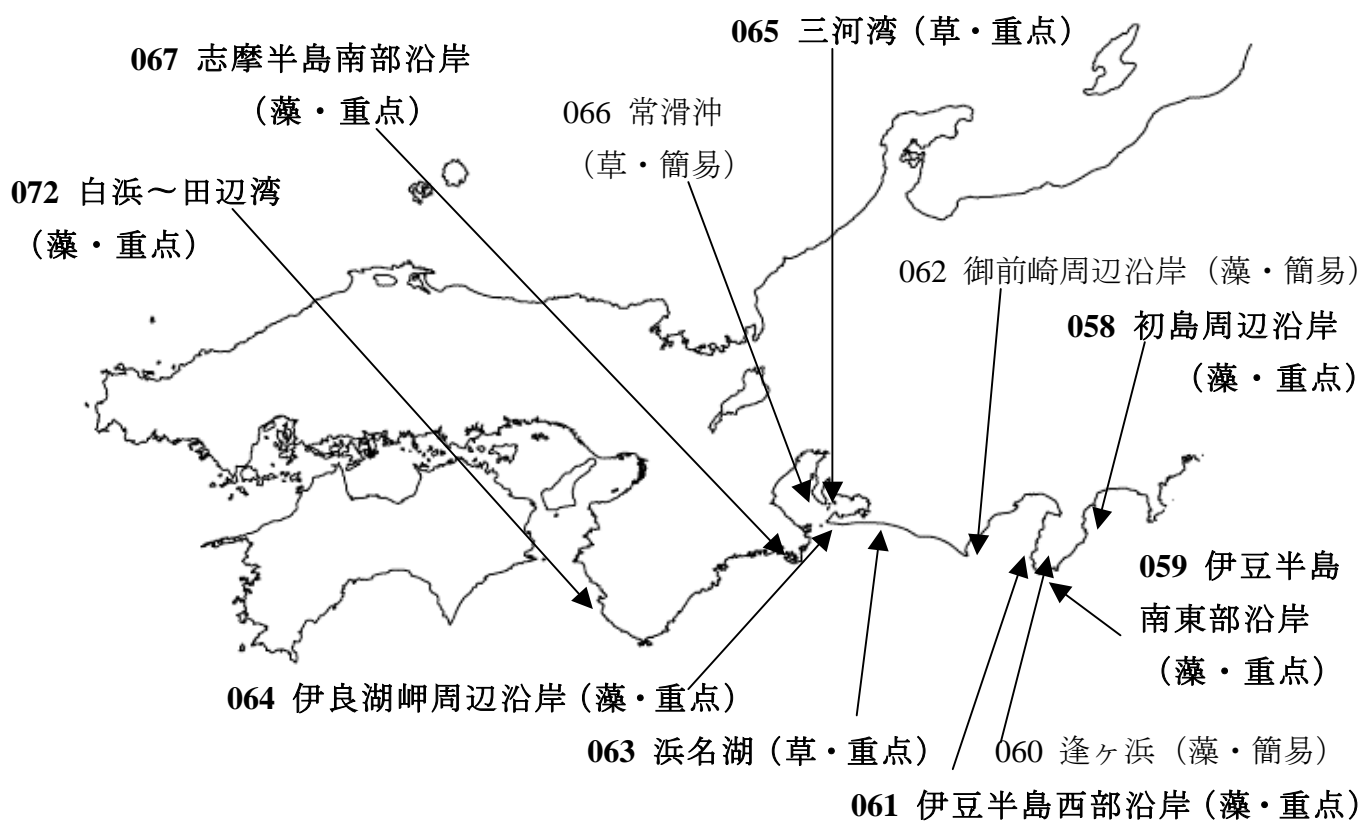 065 三河湾（草・重点）
067 志摩半島南部沿岸
（藻・重点）
066 常滑沖
（草・簡易）
072 白浜～田辺湾
（藻・重点）
062 御前崎周辺沿岸（藻・簡易）
058 初島周辺沿岸
（藻・重点）
059 伊豆半島
南東部沿岸
（藻・重点）
064 伊良湖岬周辺沿岸（藻・重点）
063 浜名湖（草・重点）
060 逢ヶ浜（藻・簡易）
061 伊豆半島西部沿岸（藻・重点）